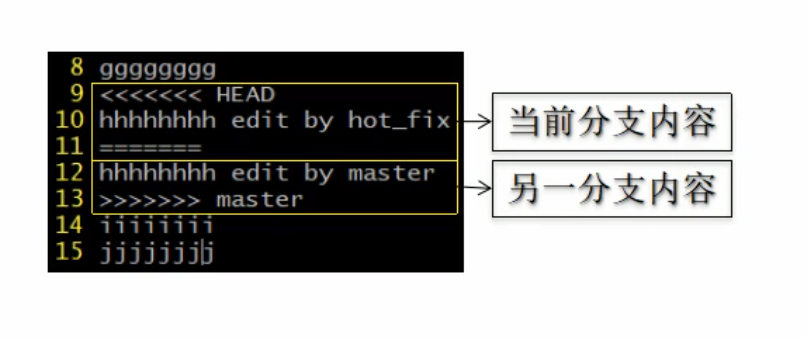 8 gggggggg
9 <<<<<<< HEAD
10 hhhhhhhh edit by hot_fix
当前分支内容
11 =======
12 hhhhhhhh edit by master
另一分支内容
13 >>>>>>> master
14 iiiiiiii
15 jjjjjjjj